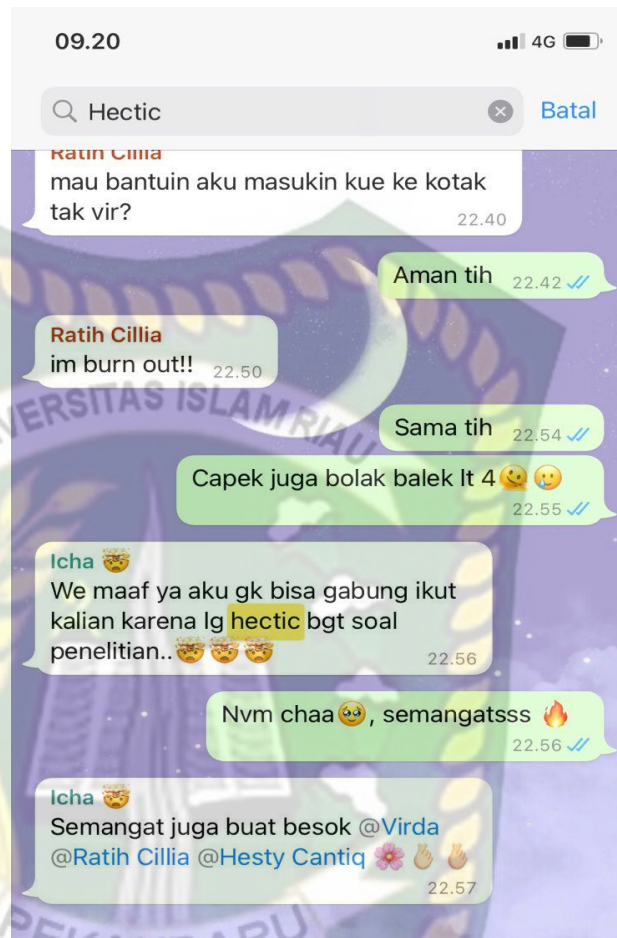 09.20
4G
Hectic
Batal
Ratih Cillia
mau bantuin aku masukin kue ke kotak
tak vir?
22.40
Aman tih
22.42
Ratih Cillia
im burn out!!
22.50
VERSITAS ISLAM RIAU
Sama tih
22.54
Capek juga bolak balek lt 4
22.55
Icha
We maaf ya aku gk bisa gabung ikut
kalian karena lg hectic bgt soal
penelitian..
22.56
Nvm chaa, semangatsss
22.56
Icha
Semangat juga buat besok @Virda
@Ratih Cillia @Hesty Cantiq
22.57
PEKANBARU